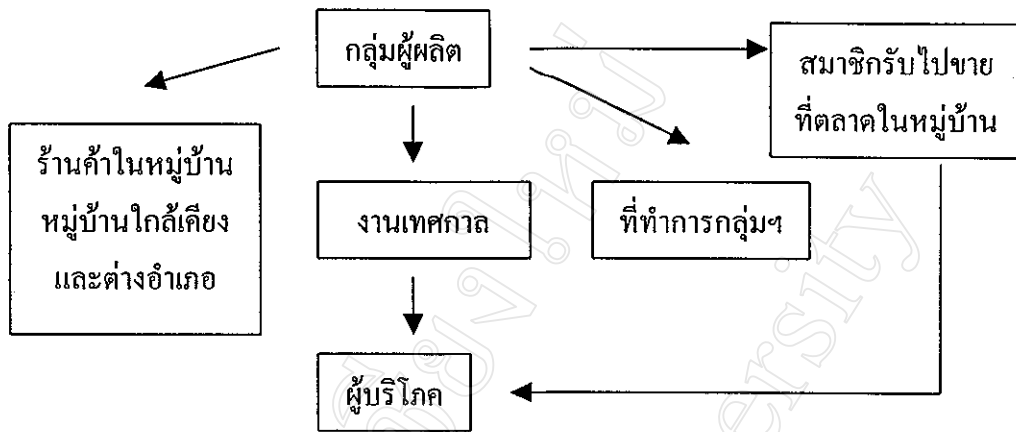 กลุ่มผู้ผลิต
สมาชิกรับไปขาย
ที่ตลาดในหมู่บ้าน
ร้านค้าในหมู่บ้าน
หมู่บ้านใกล้เคียง
และต่างอำเภอ
งานเทศกาล
ที่ทำการกลุ่มฯ
ผู้บริโภค
ersity